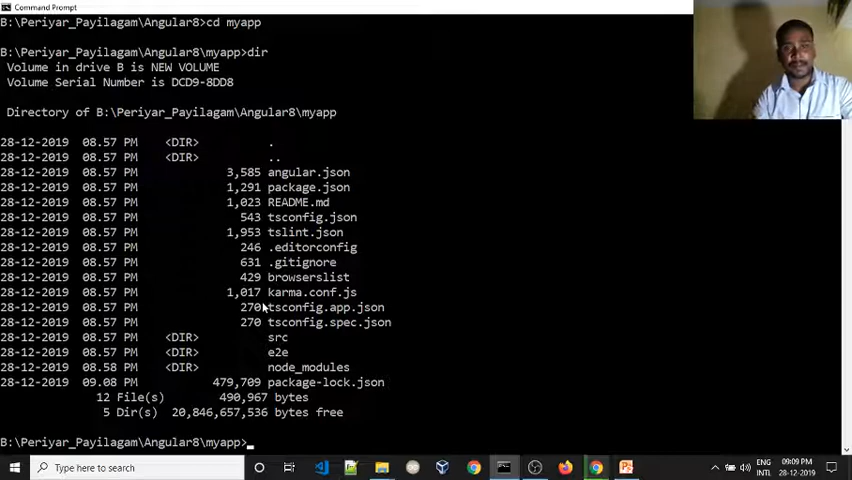 Command Prompt
B:\Periyar_Payilagam\Angular8>cd myapp
B:\Periyar_Payilagam\Angular8\myapp>dir
Volume in drive B is NEW VOLUME
Volume Serial Number is DCD9-8DD8
Directory of B:\Periyar_Payilagam\Angular8\myapp
28-12-2019 08.57 PM <DIR> .
28-12-2019 08.57 PM <DIR> ..
28-12-2019 08.57 PM 3,585 angular.json
28-12-2019 08.57 PM 1,291 package.json
28-12-2019 08.57 PM 1,023 README.md
28-12-2019 08.57 PM 543 tsconfig.json
28-12-2019 08.57 PM 1,953 tslint.json
28-12-2019 08.57 PM 246 .editorconfig
28-12-2019 08.57 PM 631 .gitignore
28-12-2019 08.57 PM 429 browserslist
28-12-2019 08.57 PM 1,017 karma.conf.js
28-12-2019 08.57 PM 270 tsconfig.app.json
28-12-2019 08.57 PM 270 tsconfig.spec.json
28-12-2019 08.57 PM <DIR> src
28-12-2019 08.57 PM <DIR> e2e
28-12-2019 08.58 PM <DIR> node_modules
28-12-2019 09.08 PM 479,709 package-lock.json
12 File(s) 490,967 bytes
5 Dir(s) 20,846,657,536 bytes free
B:\Periyar_Payilagam\Angular8\myapp>_
Type here to search
ENG 09:09 PM
INTL 28-12-2019